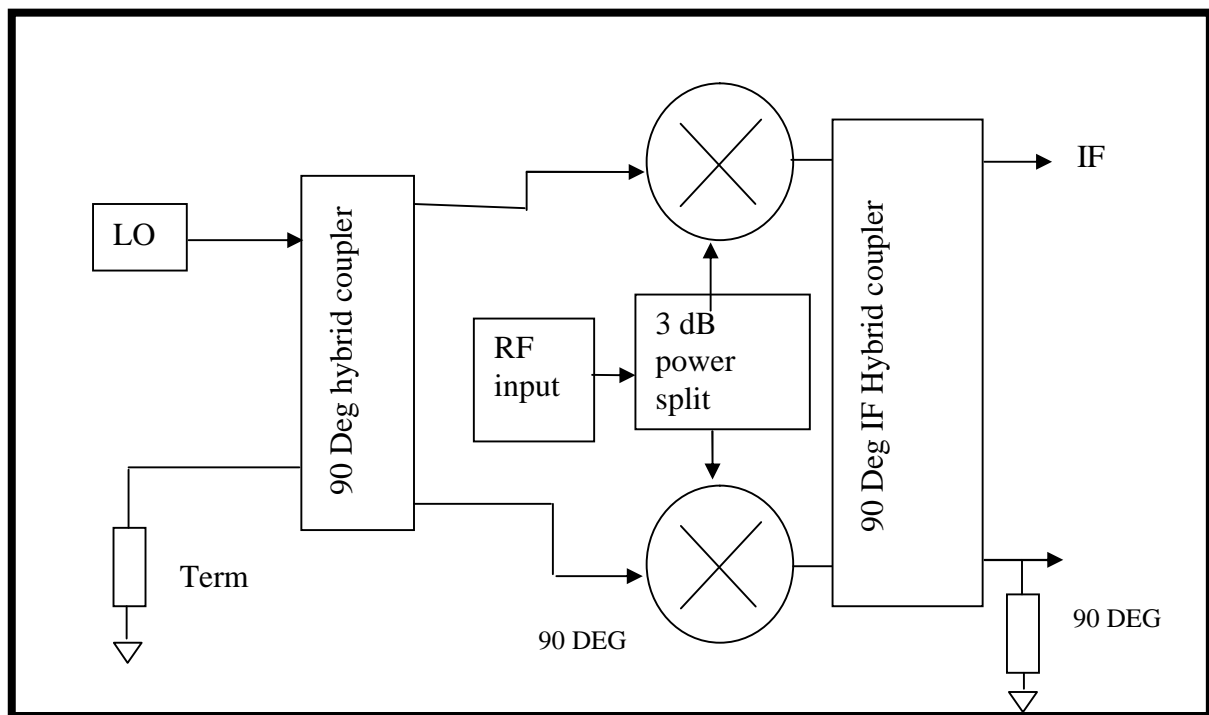 LO
90 Deg hybrid coupler
Term
RF
input
3 dB
power
split
90 DEG
90 Deg IF Hybrid coupler
IF
90 DEG